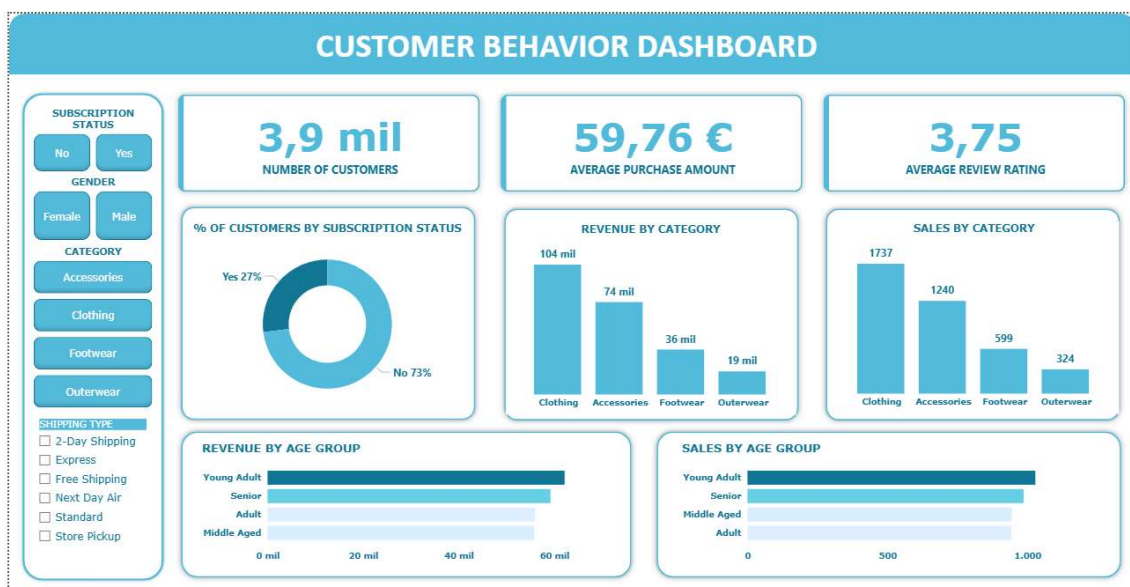 CUSTOMER BEHAVIOR DASHBOARD
SUBSCRIPTION
STATUS
No Yes
GENDER
Female Male
CATEGORY
Accessories
Clothing
Footwear
Outerwear
SHIPPING TYPE
2-Day Shipping
Express
Free Shipping
Next Day Air
Standard
Store Pickup
3,9 mil
NUMBER OF CUSTOMERS
59,76 €
AVERAGE PURCHASE AMOUNT
3,75
AVERAGE REVIEW RATING
% OF CUSTOMERS BY SUBSCRIPTION STATUS
Yes 27%
No 73%
REVENUE BY CATEGORY
104 mil
74 mil
36 mil
19 mil
Clothing Accessories Footwear Outerwear
SALES BY CATEGORY
1737
1240
599
324
Clothing Accessories Footwear Outerwear
REVENUE BY AGE GROUP
Young Adult
Senior
Adult
Middle Aged
0 mil 20 mil 40 mil 60 mil
SALES BY AGE GROUP
Young Adult
Senior
Middle Aged
Adult
0 500 1.000